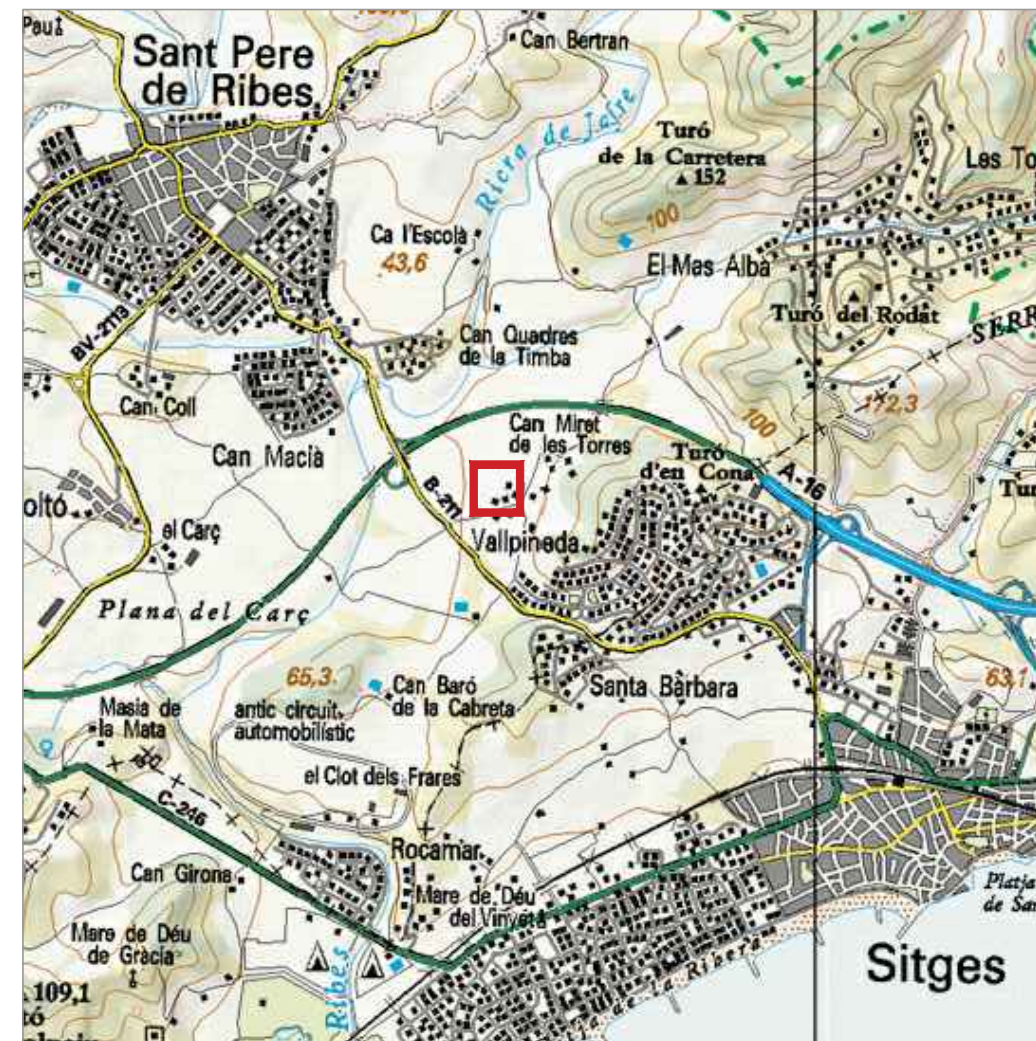 Pau
Sant Pere
de Ribes
Can Bertran
Riera de Jafre
Turó
de la Carretera
152
100
Les
Ca l'Escolà
43,6
El Mas Alba
Turó del Rodat
SERR
BV-2113
Can Quadres
de la Timba
172,3
Can Coll
100
Can Miret
de les Torres
Can Macià
Turó
d'en Cona
A-16
B-211
oltó
el Carç
Vallpineda
Plana del Carç
65,3
Can Baró
de la Cabreta
Santa Bàrbara
63,1
Masia de
la Mata
antic circuit
automobilístic
el Clot dels Frares
C-246
Rocamar
Can Girona
Mare de Déu
del Vinyet
Platja
de
Mare de Déu
de Gràcia
Sitges
109,1
Ribes
de la Ribera